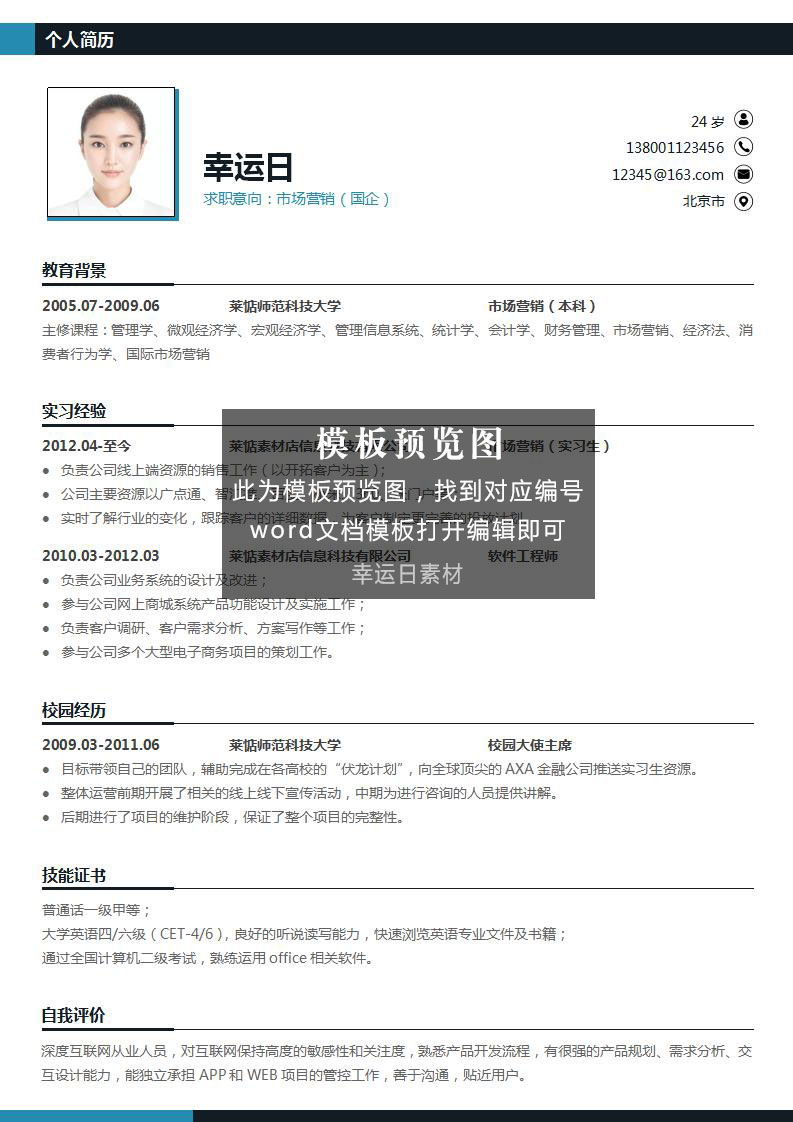 个人简历
24 岁
138001123456
幸运日
12345@163.com
求职意向：市场营销（国企）
北京市
教育背景
2005.07-2009.06 莱惦师范科技大学 市场营销（本科）
主修课程：管理学、微观经济学、宏观经济学、管理信息系统、统计学、会计学、财务管理、市场营销、经济法、消
费者行为学、国际市场营销
实习经验
2012.04-至今 莱惦素材店信 市场营销（实习生）
● 负责公司线上端资源的销售工作（以开拓客户为主）；
● 公司主要资源以广点通、智
● 实时了解行业的变化，跟踪客户的详细数据，为客户制定更完善的投放计划
模板预览图
此为模板预览图，找到对应编号
word文档模板打开编辑即可
幸运日素材
2010.03-2012.03 莱惦素材店信息科技有限公司 软件工程师
● 负责公司业务系统的设计及改进；
● 参与公司网上商城系统产品功能设计及实施工作；
● 负责客户调研、客户需求分析、方案写作等工作；
● 参与公司多个大型电子商务项目的策划工作。
校园经历
2009.03-2011.06 莱惦师范科技大学 校园大使主席
● 目标带领自己的团队，辅助完成在各高校的“伏龙计划”，向全球顶尖的 AXA 金融公司推送实习生资源。
● 整体运营前期开展了相关的线上线下宣传活动，中期为进行咨询的人员提供讲解。
● 后期进行了项目的维护阶段，保证了整个项目的完整性。
技能证书
普通话一级甲等；
大学英语四/六级（CET-4/6），良好的听说读写能力，快速浏览英语专业文件及书籍；
通过全国计算机二级考试，熟练运用 office 相关软件。
自我评价
深度互联网从业人员，对互联网保持高度的敏感性和关注度，熟悉产品开发流程，有很强的产品规划、需求分析、交
互设计能力，能独立承担 APP 和 WEB 项目的管控工作，善于沟通，贴近用户。